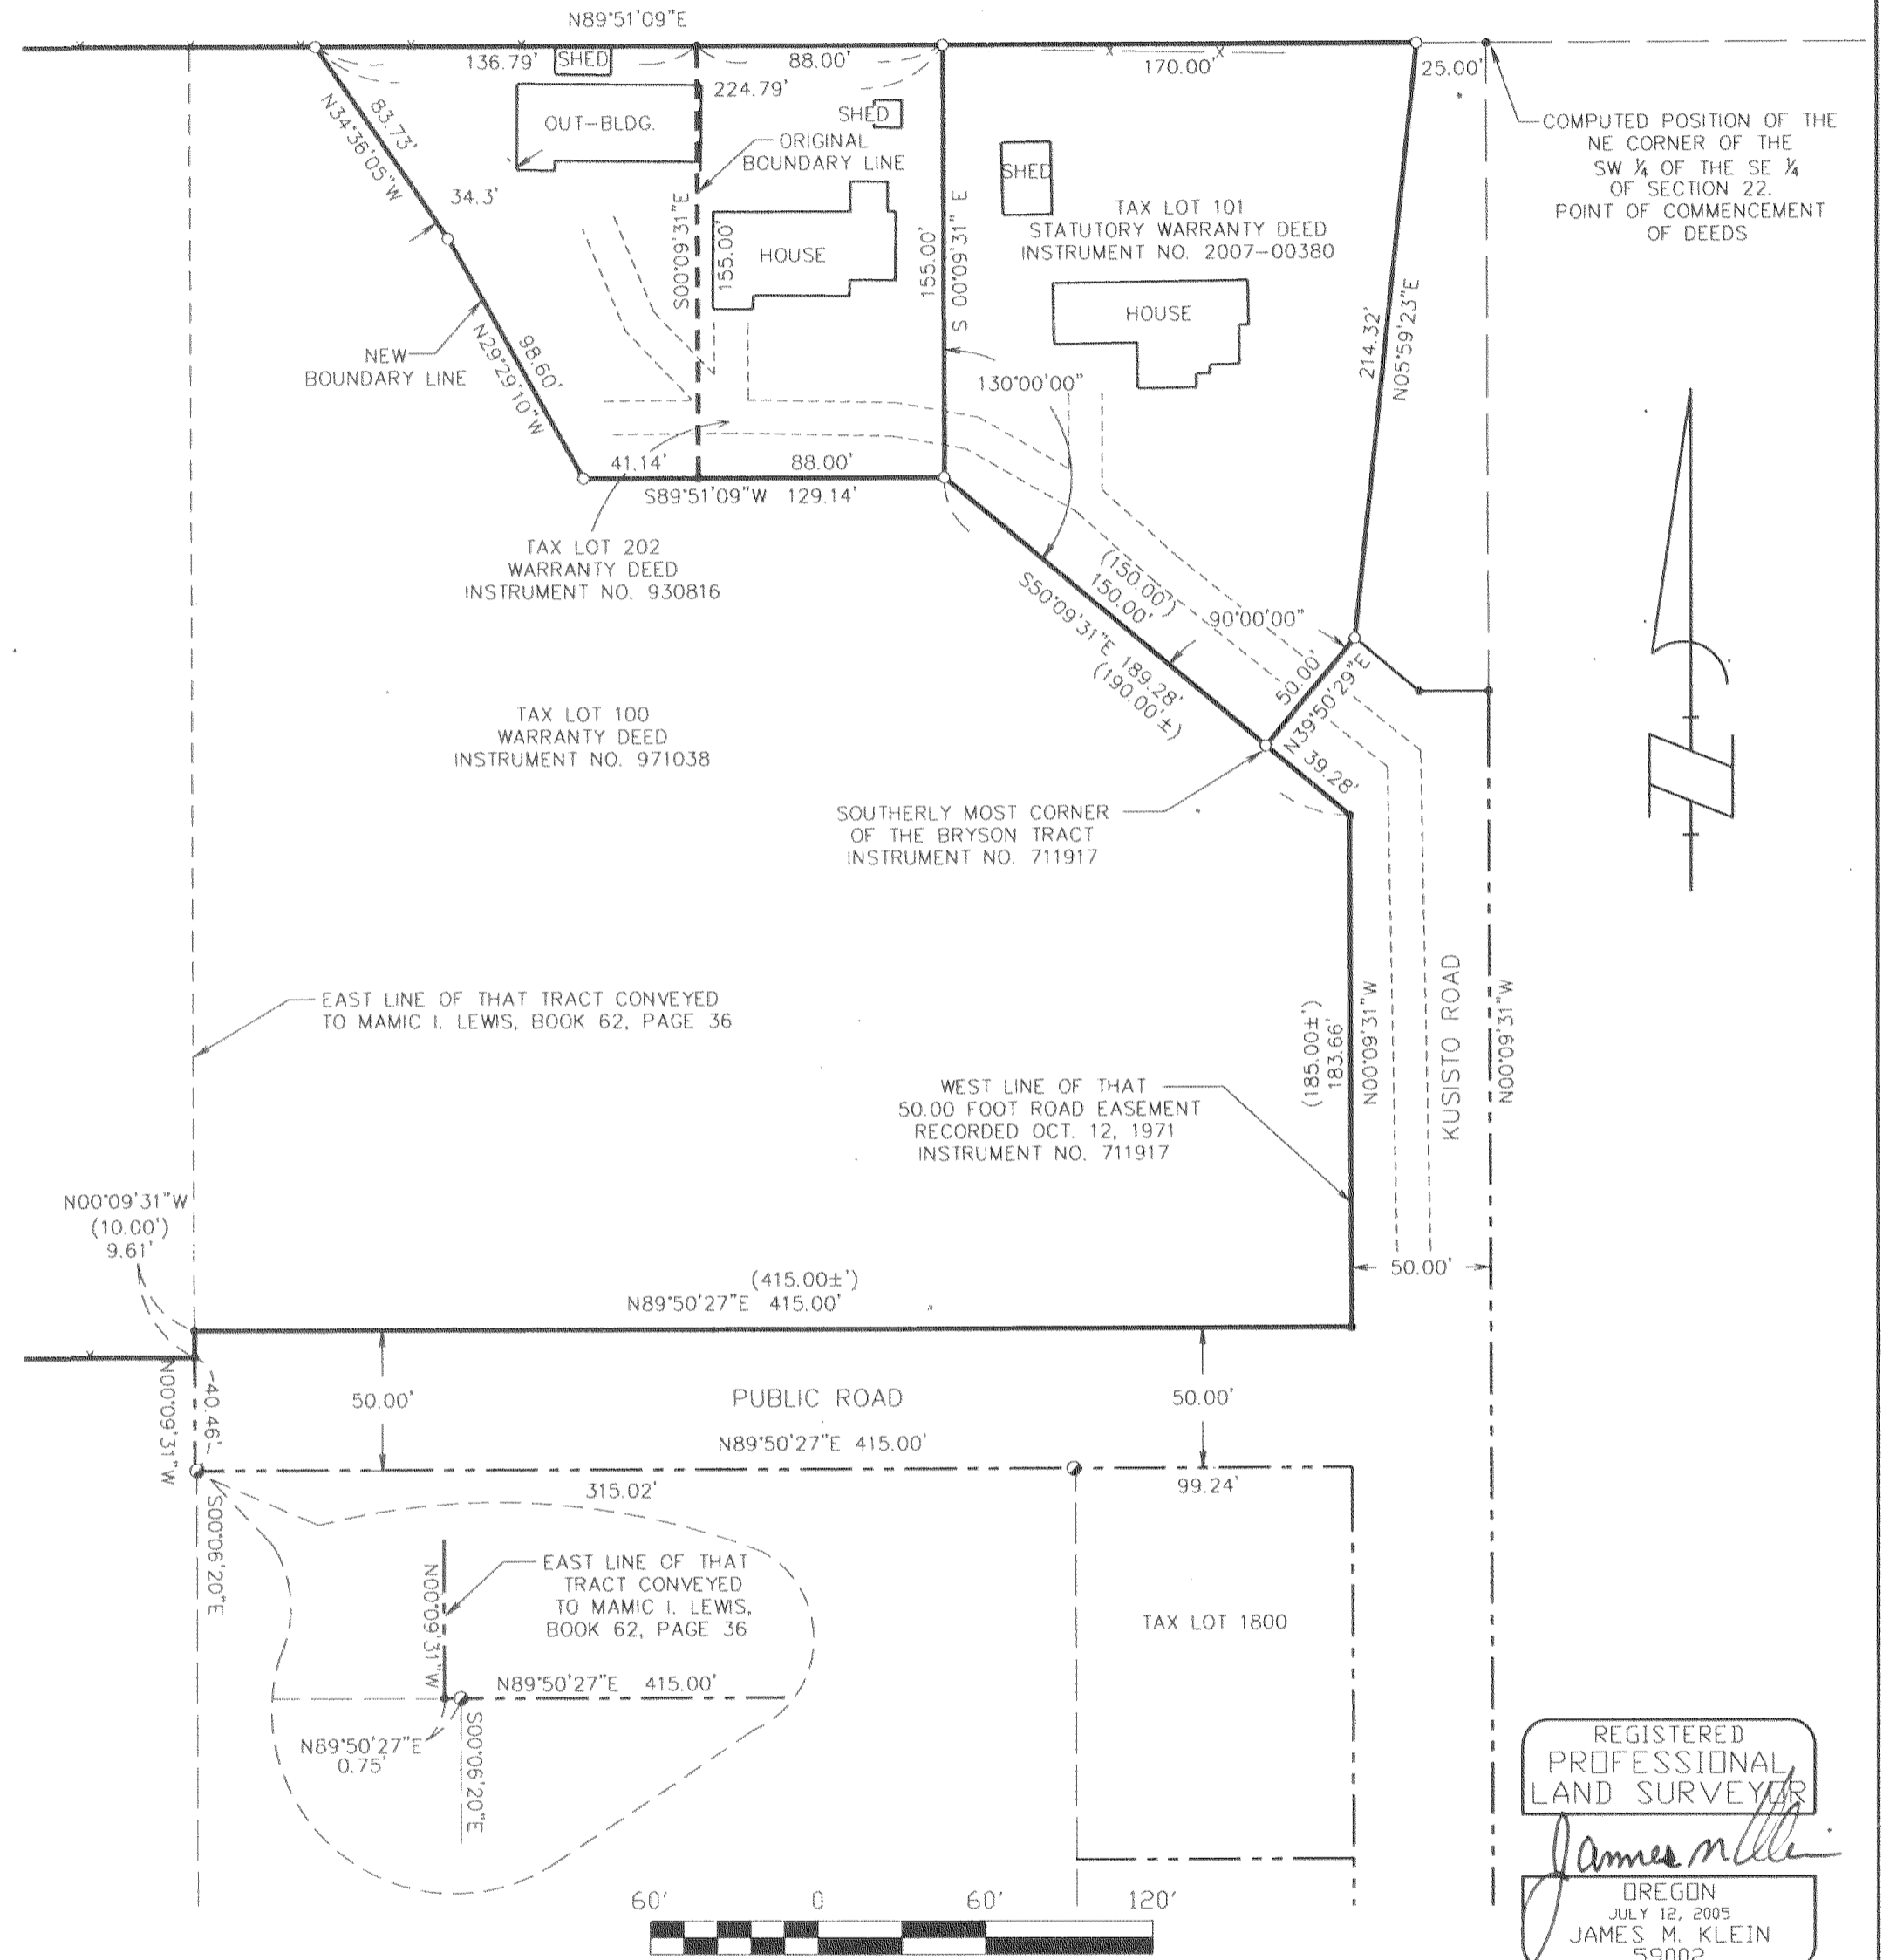 N89°51'09"E
136.79'
SHED
88.00'
224.79'
170.00'
25.00'
83.73'
N34°36'05"W
OUT-BLDG.
SHED
ORIGINAL
BOUNDARY LINE
SHED
COMPUTED POSITION OF THE
NE CORNER OF THE
SW ¼ OF THE SE ¼
OF SECTION 22.
POINT OF COMMENCEMENT
OF DEEDS
34.3'
S00°09'31"E
155.00'
HOUSE
155.00'
S 00°09'31" E
TAX LOT 101
STATUTORY WARRANTY DEED
INSTRUMENT NO. 2007-00380
HOUSE
214.32'
N05°59'23"E
NEW
BOUNDARY LINE
98.60'
N29°29'10"W
130°00'00"
41.14'
88.00'
S89°51'09"W 129.14'
TAX LOT 202
WARRANTY DEED
INSTRUMENT NO. 930816
(150.00')
150.00'
S50°09'31"E 189.28'
(190.00'±)
90°00'00"
50.00'
N39°50'29"E
39.28'
TAX LOT 100
WARRANTY DEED
INSTRUMENT NO. 971038
SOUTHERLY MOST CORNER
OF THE BRYSON TRACT
INSTRUMENT NO. 711917
EAST LINE OF THAT TRACT CONVEYED
TO MAMIC I. LEWIS, BOOK 62, PAGE 36
(185.00±')
183.66'
N00°09'31"W
KUSISTO ROAD
N00°09'31"W
WEST LINE OF THAT
50.00 FOOT ROAD EASEMENT
RECORDED OCT. 12, 1971
INSTRUMENT NO. 711917
N00°09'31"W
(10.00')
9.61'
50.00'
(415.00±')
N89°50'27"E 415.00'
N00°09'31"W
40.46'
50.00'
PUBLIC ROAD
50.00'
N89°50'27"E 415.00'
315.02'
99.24'
S00°06'20"E
N00°09'31"W
EAST LINE OF THAT
TRACT CONVEYED
TO MAMIC I. LEWIS,
BOOK 62, PAGE 36
TAX LOT 1800
N89°50'27"E 415.00'
N89°50'27"E
0.75'
S00°06'20"E
REGISTERED
PROFESSIONAL
LAND SURVEYOR
James M Klein
OREGON
JULY 12, 2005
JAMES M. KLEIN
59002
60' 0 60' 120'